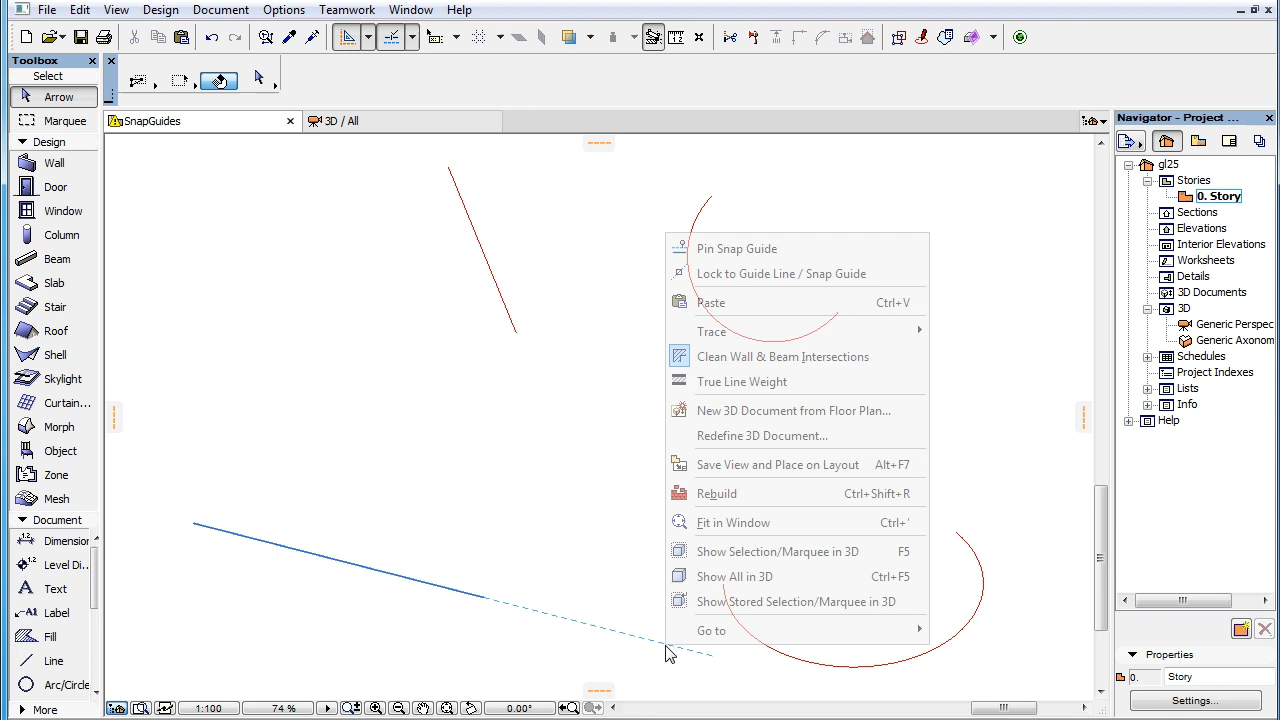 File Edit View Design Document Options Teamwork Window Help
Toolbox
Select
Arrow
Marquee
Design
Wall
Door
Window
Column
Beam
Slab
Stair
Roof
Shell
Skylight
Curtain...
Morph
Object
Zone
Mesh
Document
Dimension
Level Di...
Text
Label
Fill
Line
Arc/Circle
More
SnapGuides
3D / All
Pin Snap Guide
Lock to Guide Line / Snap Guide
Paste Ctrl+V
Trace
Clean Wall & Beam Intersections
True Line Weight
New 3D Document from Floor Plan...
Redefine 3D Document...
Save View and Place on Layout Alt+F7
Rebuild Ctrl+Shift+R
Fit in Window Ctrl+'
Show Selection/Marquee in 3D F5
Show All in 3D Ctrl+F5
Show Stored Selection/Marquee in 3D
Go to
1:100 74 % 0.00°
Navigator - Project ...
gl25
Stories
0. Story
Sections
Elevations
Interior Elevations
Worksheets
Details
3D Documents
3D
Generic Perspec
Generic Axonom
Schedules
Project Indexes
Lists
Info
Help
Properties
0. Story
Settings...